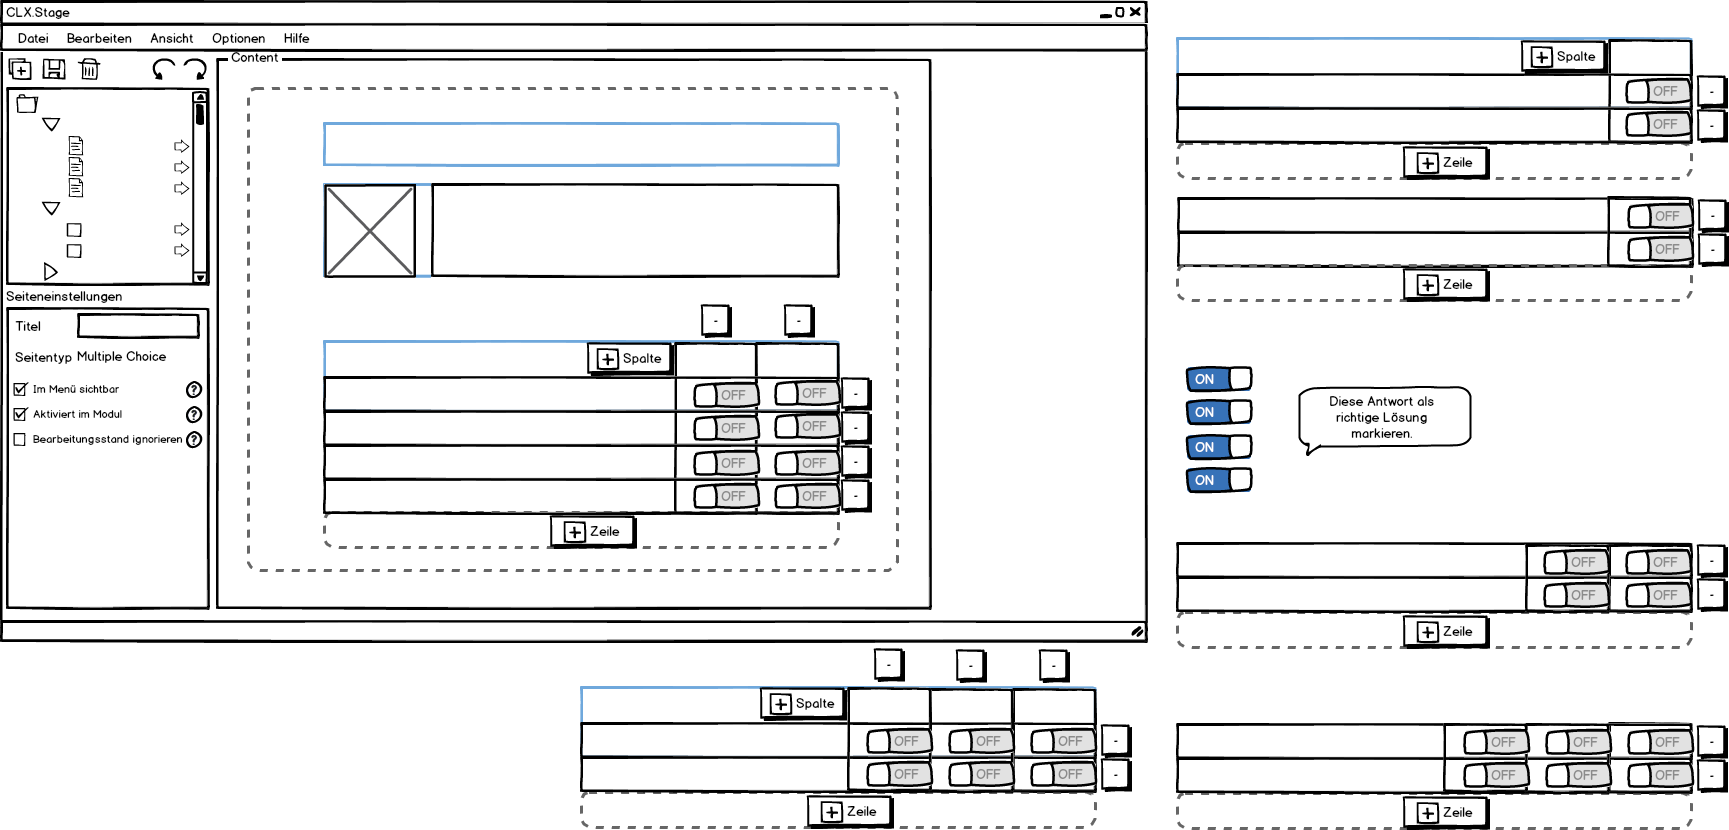 CLX.Stage
Datei Bearbeiten Ansicht Optionen Hilfe
Content
Seiteneinstellungen
Titel
Seitentyp Multiple Choice
Im Menü sichtbar ?
Aktiviert im Modul ?
Bearbeitungsstand ignorieren ?
- -
+ Spalte
OFF OFF -
OFF OFF -
OFF OFF -
OFF OFF -
+ Zeile
- - -
+ Spalte
OFF OFF OFF -
OFF OFF OFF -
+ Zeile
+ Spalte
OFF -
OFF -
+ Zeile
OFF -
OFF -
+ Zeile
ON
ON
ON
ON
Diese Antwort als
richtige Lösung
markieren.
OFF OFF -
OFF OFF -
+ Zeile
OFF OFF OFF -
OFF OFF OFF -
+ Zeile